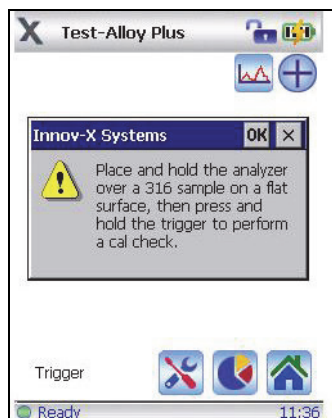 X Test-Alloy Plus
Innov-X Systems OK ×
Place and hold the analyzer
over a 316 sample on a flat
surface, then press and
hold the trigger to perform
a cal check.
Trigger
Ready 11:36